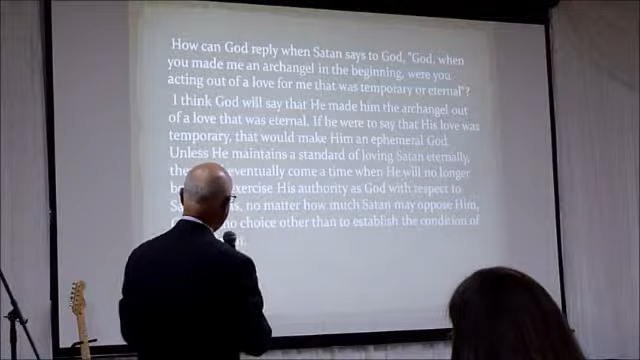 How can God reply when Satan says to God, "God, when
you made me an archangel in the beginning, were you
acting out of a love for me that was temporary or eternal"?
I think God will say that He made him the archangel out
of a love that was eternal. If he were to say that His love was
temporary, that would make Him an ephemeral God.
Unless He maintains a standard of loving Satan eternally,
eventually come a time when He will no longer
exercise His authority as God with respect to
no matter how much Satan may oppose Him,
no choice other than to establish the condition of